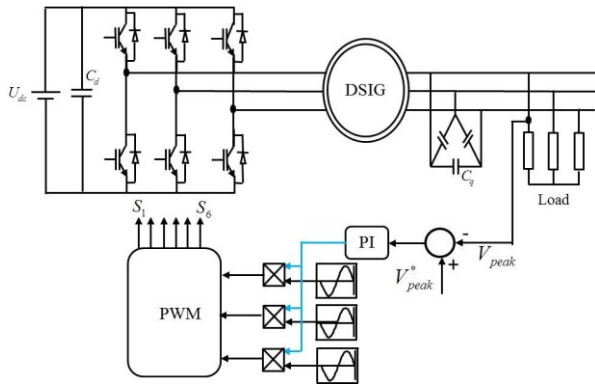 C_d
U_dc
DSIG
C_q
Load
S_1
S_6
PI
-
V_peak
+
V*_peak
PWM